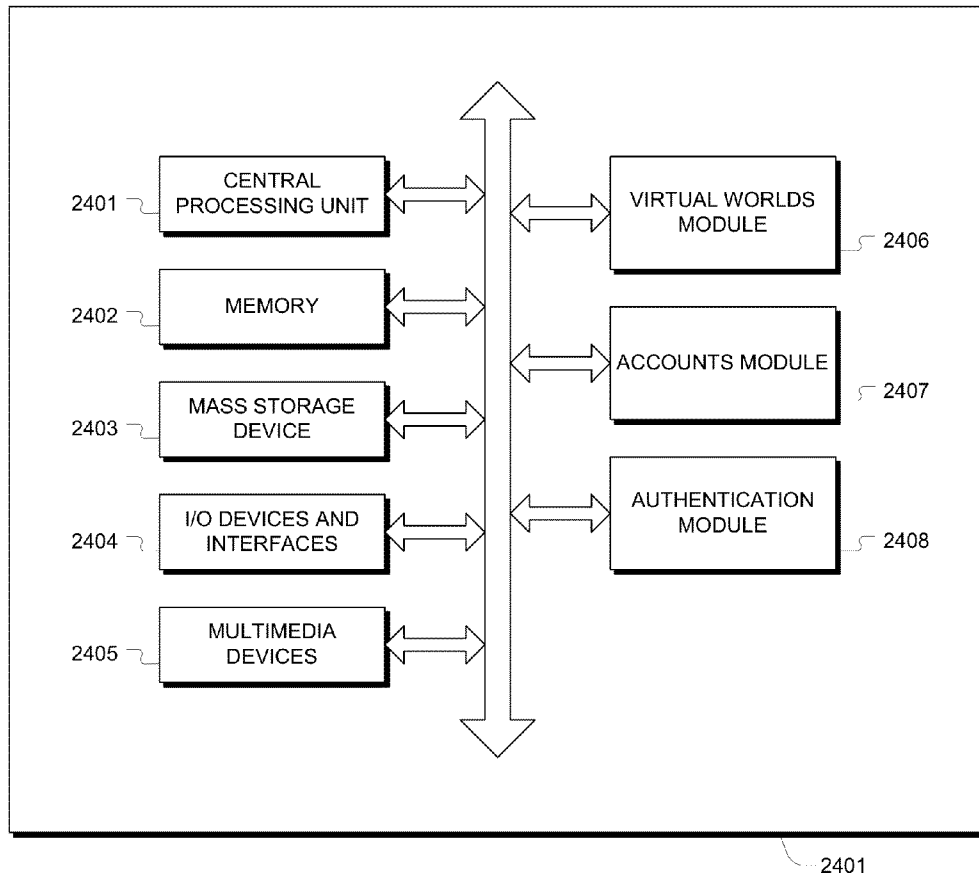 2401
CENTRAL
PROCESSING UNIT
2402
MEMORY
2403
MASS STORAGE
DEVICE
2404
I/O DEVICES AND
INTERFACES
2405
MULTIMEDIA
DEVICES
VIRTUAL WORLDS
MODULE
2406
ACCOUNTS MODULE
2407
AUTHENTICATION
MODULE
2408
2401